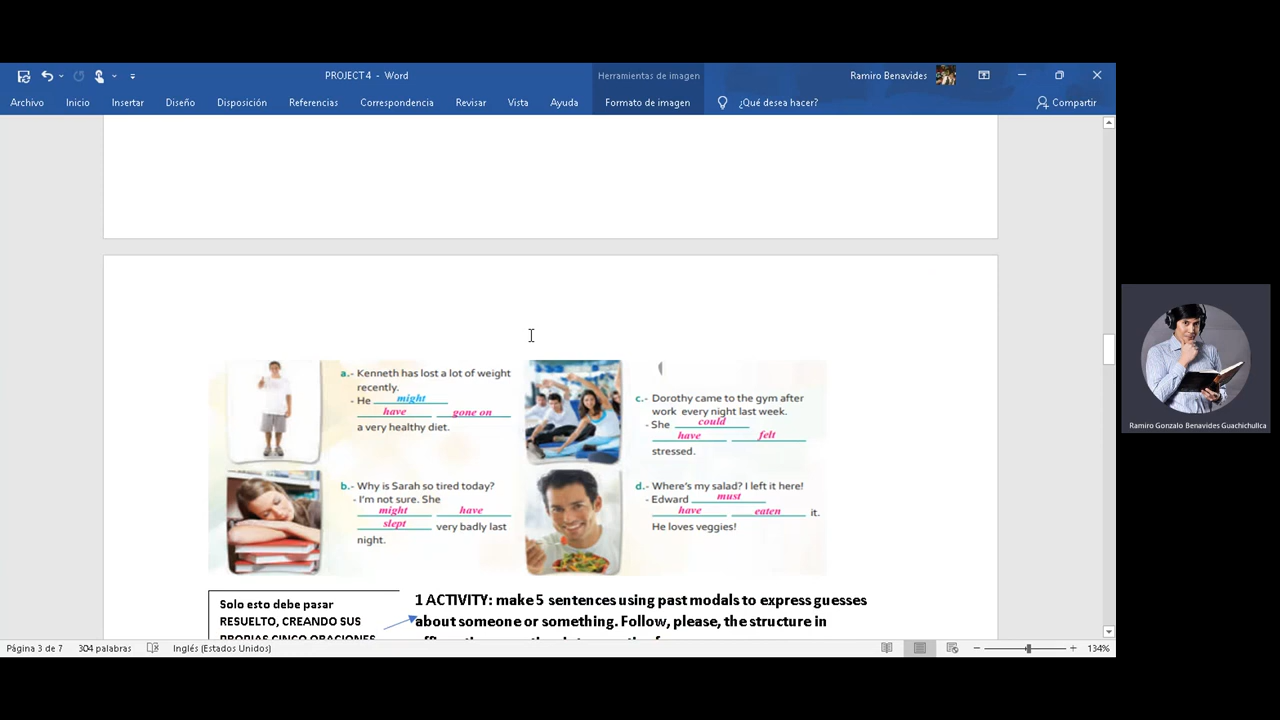 PROJECT4 - Word
Herramientas de imagen
Ramiro Benavides
Archivo
Inicio
Insertar
Diseño
Disposición
Referencias
Correspondencia
Revisar
Vista
Ayuda
Formato de imagen
¿Qué desea hacer?
Compartir
a.- Kenneth has lost a lot of weight
recently.
- He might
have gone on
a very healthy diet.
b.- Why is Sarah so tired today?
- I'm not sure. She
might have
slept very badly last
night.
c.- Dorothy came to the gym after
work every night last week.
- She could
have felt
stressed.
d.- Where's my salad? I left it here!
- Edward must
have eaten it.
He loves veggies!
Solo esto debe pasar
RESUELTO, CREANDO SUS
PROPIAS CINCO ORACIONES
1 ACTIVITY: make 5 sentences using past modals to express guesses
about someone or something. Follow, please, the structure in
Ramiro Gonzalo Benavides Guachichullca
Página 3 de 7
304 palabras
Inglés (Estados Unidos)
134%